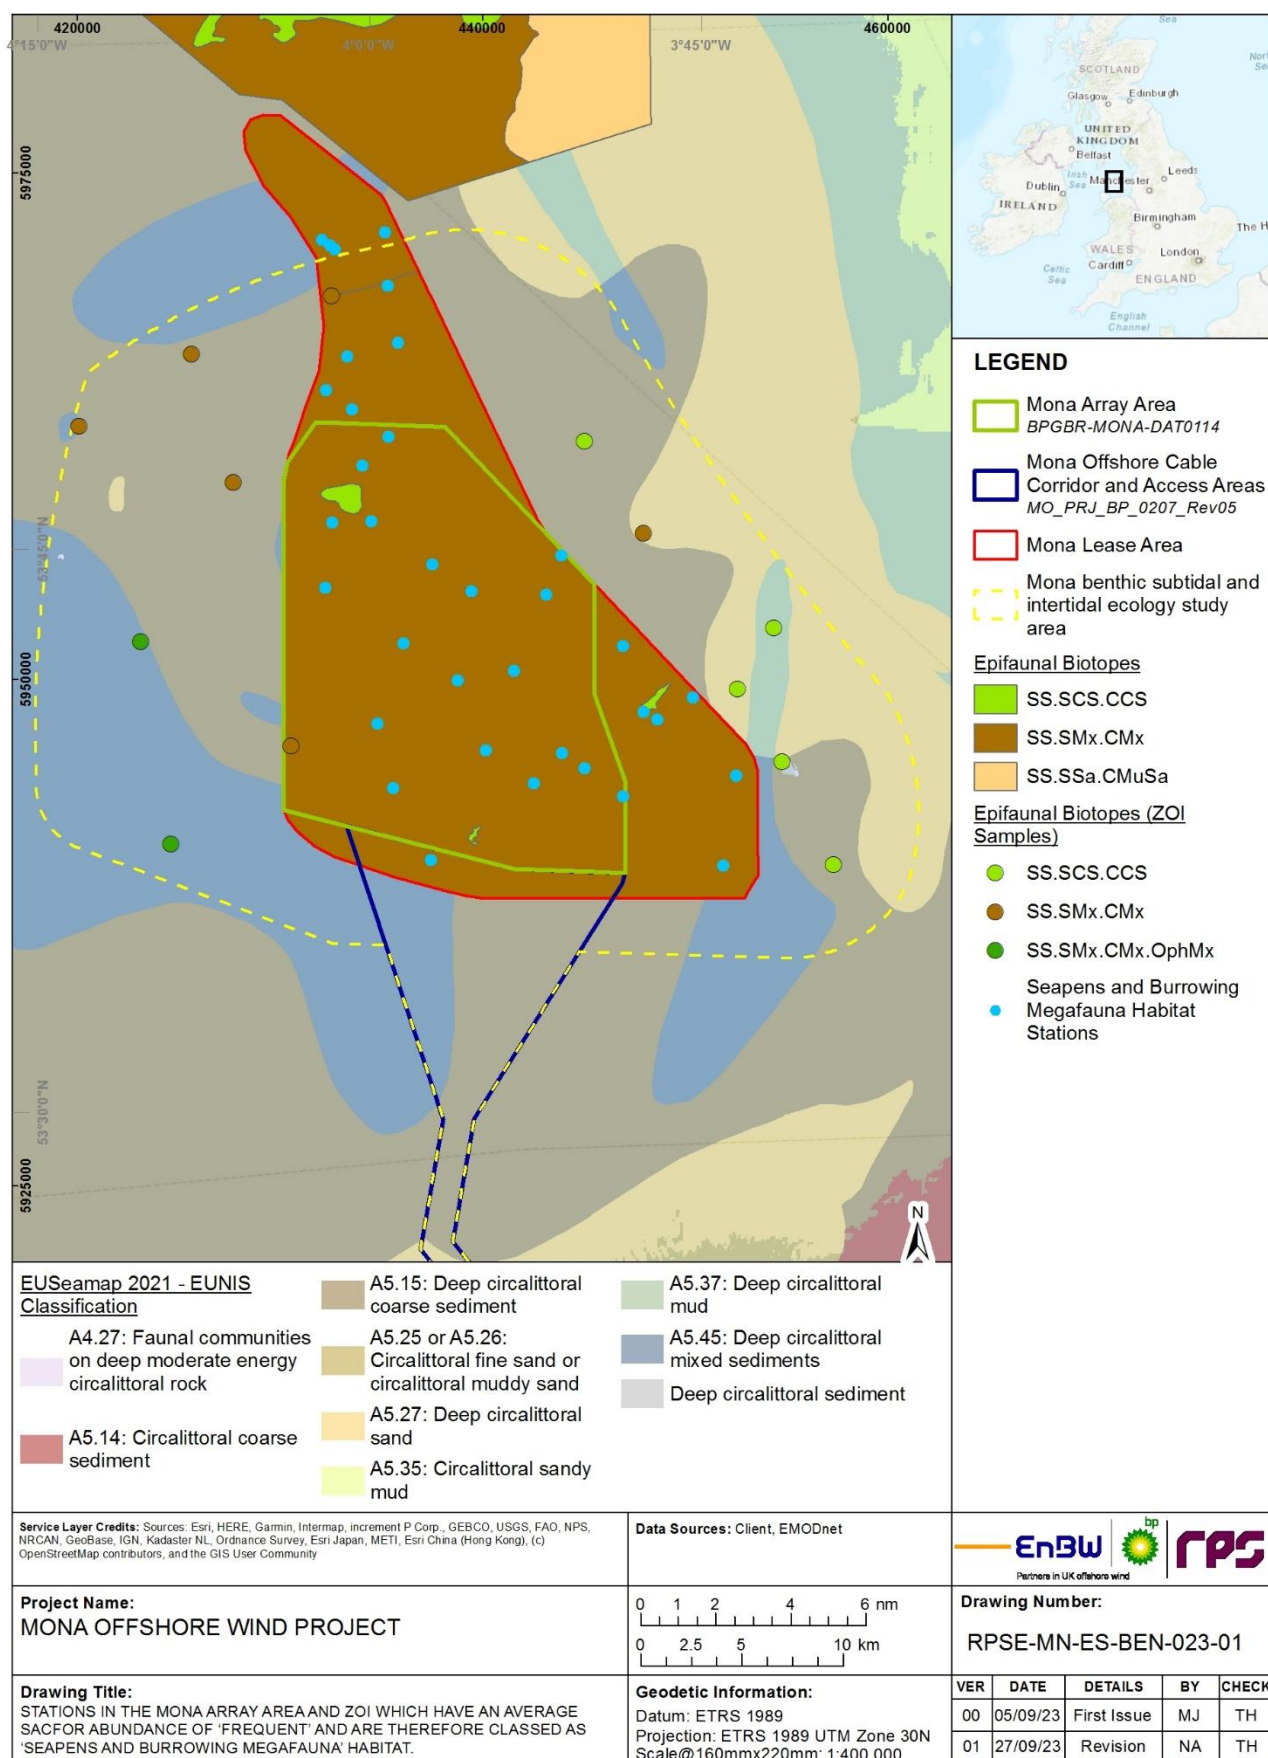 420000
440000
460000
4°15'0"W
4°0'0"W
3°45'0"W
5975000
53°45'0"N
5950000
53°30'0"N
5925000
N
Sea
North
Sea
SCOTLAND
Glasgow
Edinburgh
UNITED
KINGDOM
Belfast
Irish
Sea
Manchester
Leeds
Dublin
IRELAND
Birmingham
The H
WALES
London
Cardiff
ENGLAND
Celtic
Sea
English
Channel
LEGEND
Mona Array Area
BPGBR-MONA-DAT0114
Mona Offshore Cable
Corridor and Access Areas
MO_PRJ_BP_0207_Rev05
Mona Lease Area
Mona benthic subtidal and
intertidal ecology study
area
Epifaunal Biotopes
SS.SCS.CCS
SS.SMx.CMx
SS.SSa.CMuSa
Epifaunal Biotopes (ZOI
Samples)
SS.SCS.CCS
SS.SMx.CMx
SS.SMx.CMx.OphMx
Seapens and Burrowing
Megafauna Habitat
Stations
EUSeamap 2021 - EUNIS
Classification
A4.27: Faunal communities
on deep moderate energy
circalittoral rock
A5.14: Circalittoral coarse
sediment
A5.15: Deep circalittoral
coarse sediment
A5.25 or A5.26:
Circalittoral fine sand or
circalittoral muddy sand
A5.27: Deep circalittoral
sand
A5.35: Circalittoral sandy
mud
A5.37: Deep circalittoral
mud
A5.45: Deep circalittoral
mixed sediments
Deep circalittoral sediment
Service Layer Credits: Sources: Esri, HERE, Garmin, Intermap, increment P Corp., GEBCO, USGS, FAO, NPS,
NRCAN, GeoBase, IGN, Kadaster NL, Ordnance Survey, Esri Japan, METI, Esri China (Hong Kong), (c)
OpenStreetMap contributors, and the GIS User Community
Data Sources: Client, EMODnet
EnBW
Partners in UK offshore wind
bp
rps
Project Name:
MONA OFFSHORE WIND PROJECT
0 1 2 4 6 nm
0 2.5 5 10 km
Drawing Number:
RPSE-MN-ES-BEN-023-01
Drawing Title:
STATIONS IN THE MONA ARRAY AREA AND ZOI WHICH HAVE AN AVERAGE
SACFOR ABUNDANCE OF 'FREQUENT' AND ARE THEREFORE CLASSED AS
'SEAPENS AND BURROWING MEGAFAUNA' HABITAT.
Geodetic Information:
Datum: ETRS 1989
Projection: ETRS 1989 UTM Zone 30N
Scale@160mmx220mm: 1:400,000
VER DATE DETAILS BY CHECK
00 05/09/23 First Issue MJ TH
01 27/09/23 Revision NA TH